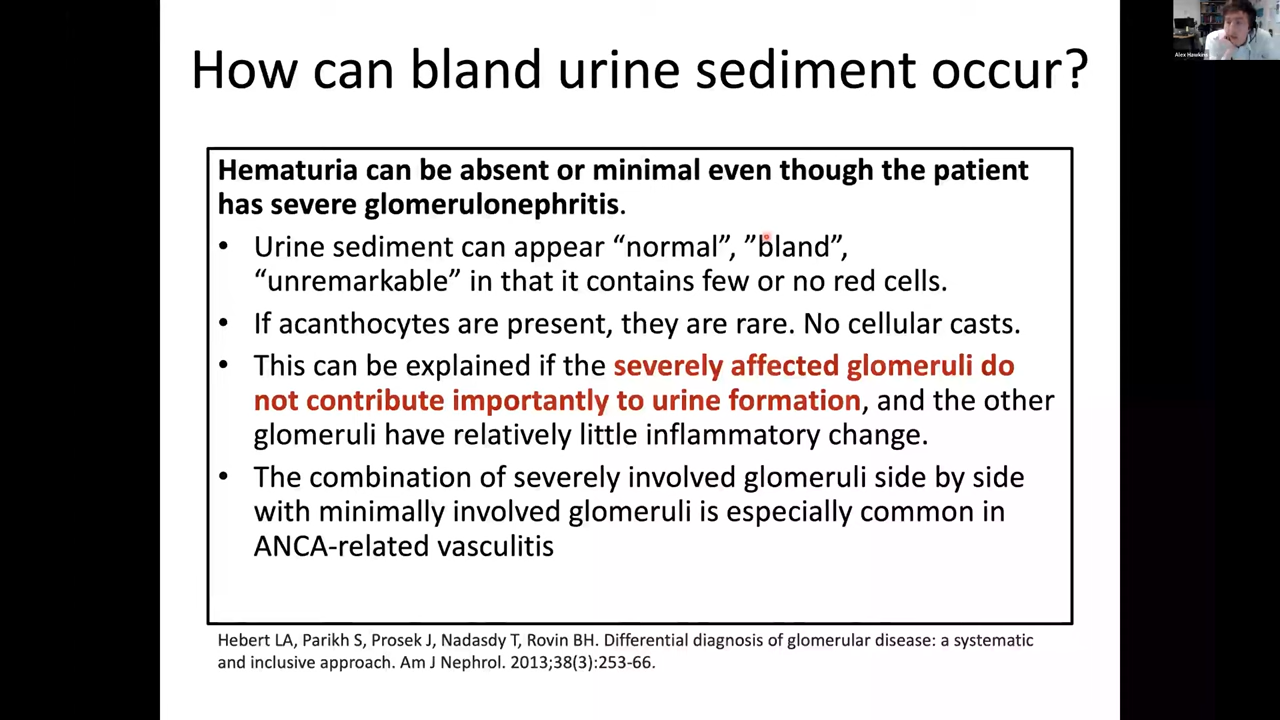 How can bland urine sediment occur?
Alex Hawkins
Hematuria can be absent or minimal even though the patient
has severe glomerulonephritis.
• Urine sediment can appear “normal”, ”bland”,
“unremarkable” in that it contains few or no red cells.
• If acanthocytes are present, they are rare. No cellular casts.
• This can be explained if the severely affected glomeruli do
not contribute importantly to urine formation, and the other
glomeruli have relatively little inflammatory change.
• The combination of severely involved glomeruli side by side
with minimally involved glomeruli is especially common in
ANCA-related vasculitis
Hebert LA, Parikh S, Prosek J, Nadasdy T, Rovin BH. Differential diagnosis of glomerular disease: a systematic
and inclusive approach. Am J Nephrol. 2013;38(3):253-66.